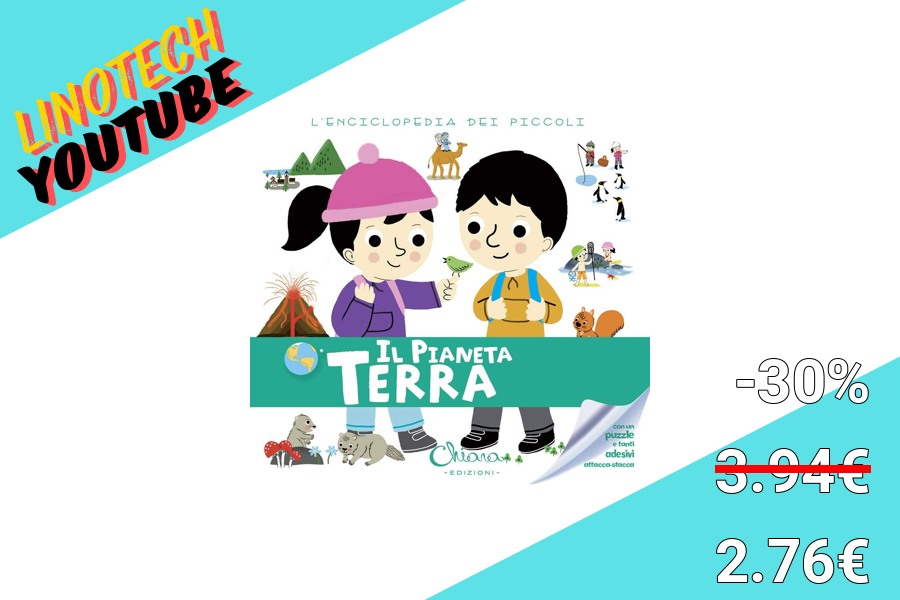 LINOTECH
YOUTUBE
L'ENCICLOPEDIA DEI PICCOLI
IL PIANETA
TERRA
con un
puzzle
e tanti
adesivi
attacca-stacca
Chiara
-EDIZIONI-
-30%
3.94€
2.76€